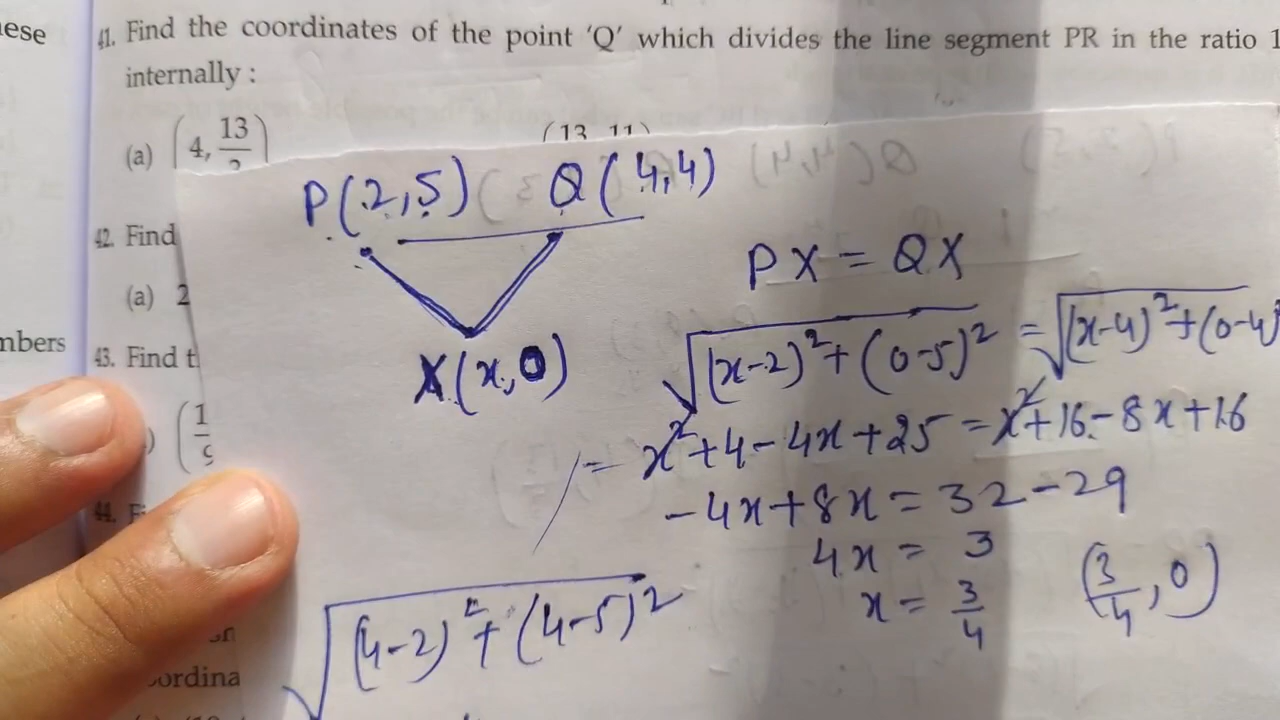 41. Find the coordinates of the point 'Q' which divides the line segment PR in the ratio 1
internally :
(a) (4, 13/
(13 11)
P(2,5) Q(4,4)
42. Find
(a) 2
PX = QX
√(x-2)²+(0-5)² = √(x-4)²+(0-4)
mbers
43. Find t
X(x,0)
(1/
= x²+4-4x+25 = x²+16-8x+16
-4x+8x = 32-29
44.
4x = 3
x = 3/4 (3/4, 0)
√(4-2)²+(4-5)²
ordina